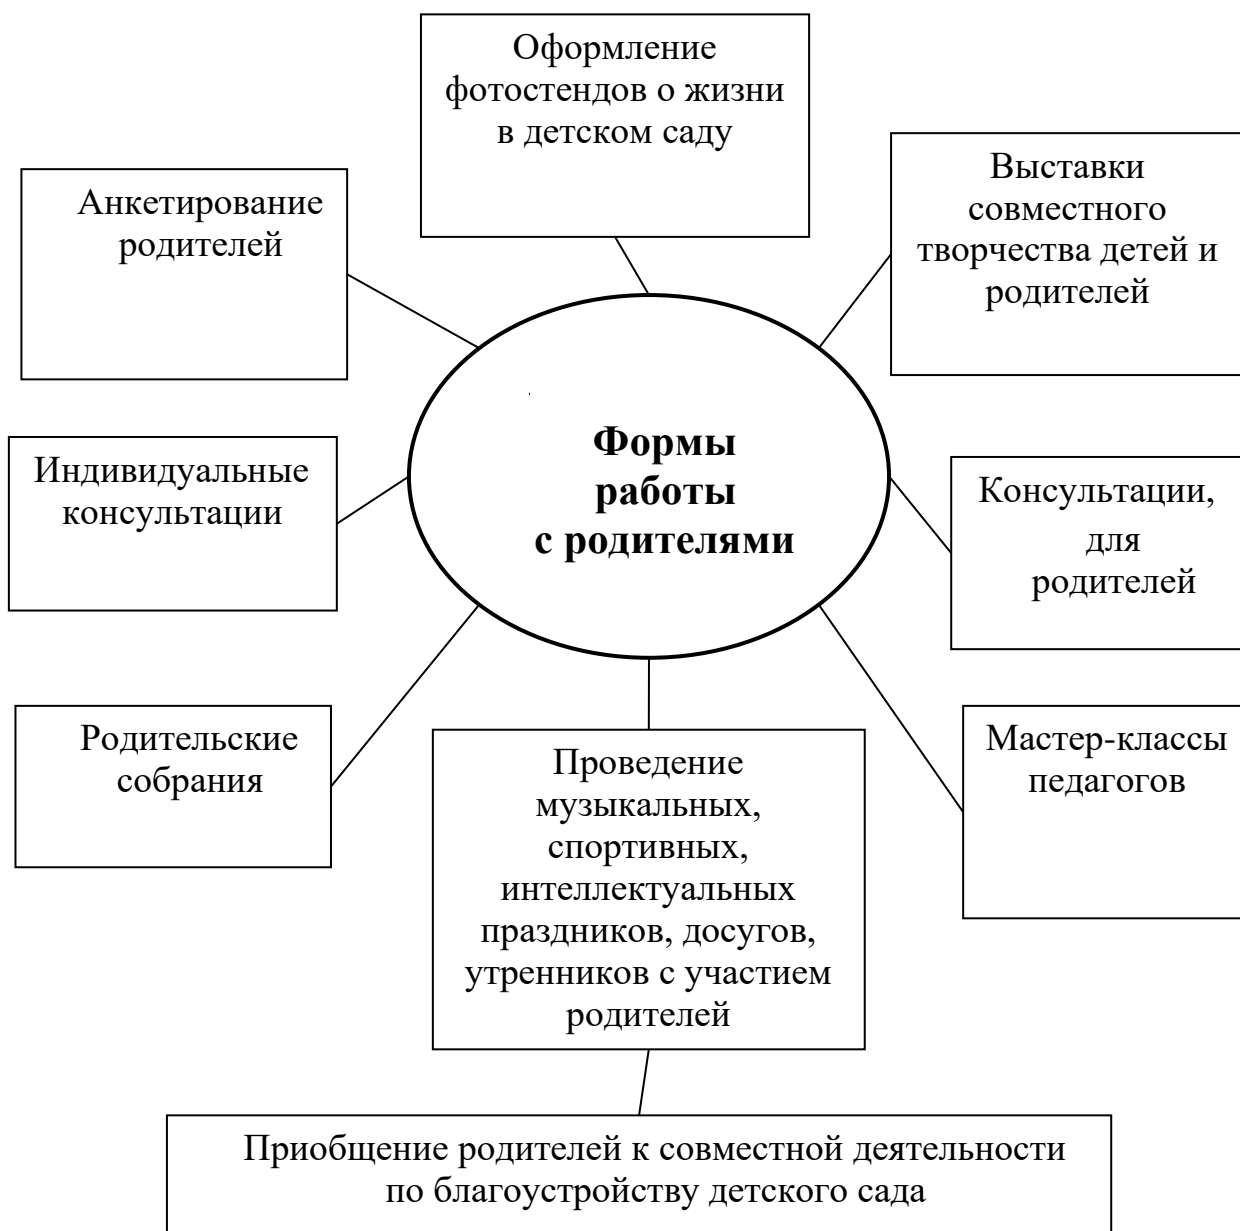 Оформление
фотостендов о жизни
в детском саду
Анкетирование
родителей
Выставки
совместного
творчества детей и
родителей
Формы
работы
с родителями
Индивидуальные
консультации
Консультации,
для
родителей
Родительские
собрания
Проведение
музыкальных,
спортивных,
интеллектуальных
праздников, досугов,
утренников с участием
родителей
Мастер-классы
педагогов
Приобщение родителей к совместной деятельности
по благоустройству детского сада